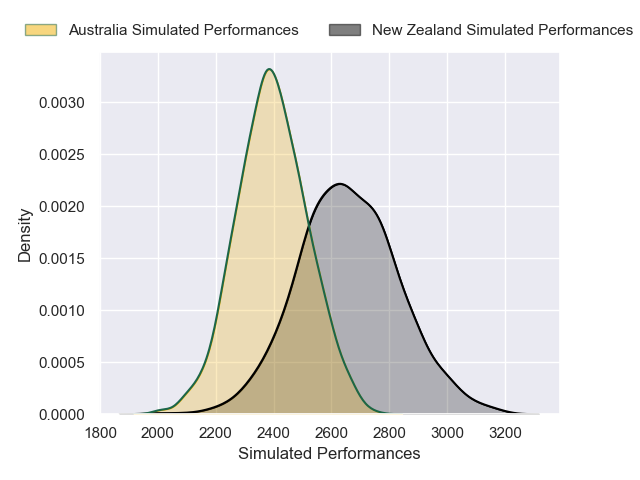 Australia Simulated Performances New Zealand Simulated Performances
0.0030
0.0025
0.0020
0.0015
0.0010
0.0005
0.0000
Density
1800 2000 2200 2400 2600 2800 3000 3200
Simulated Performances